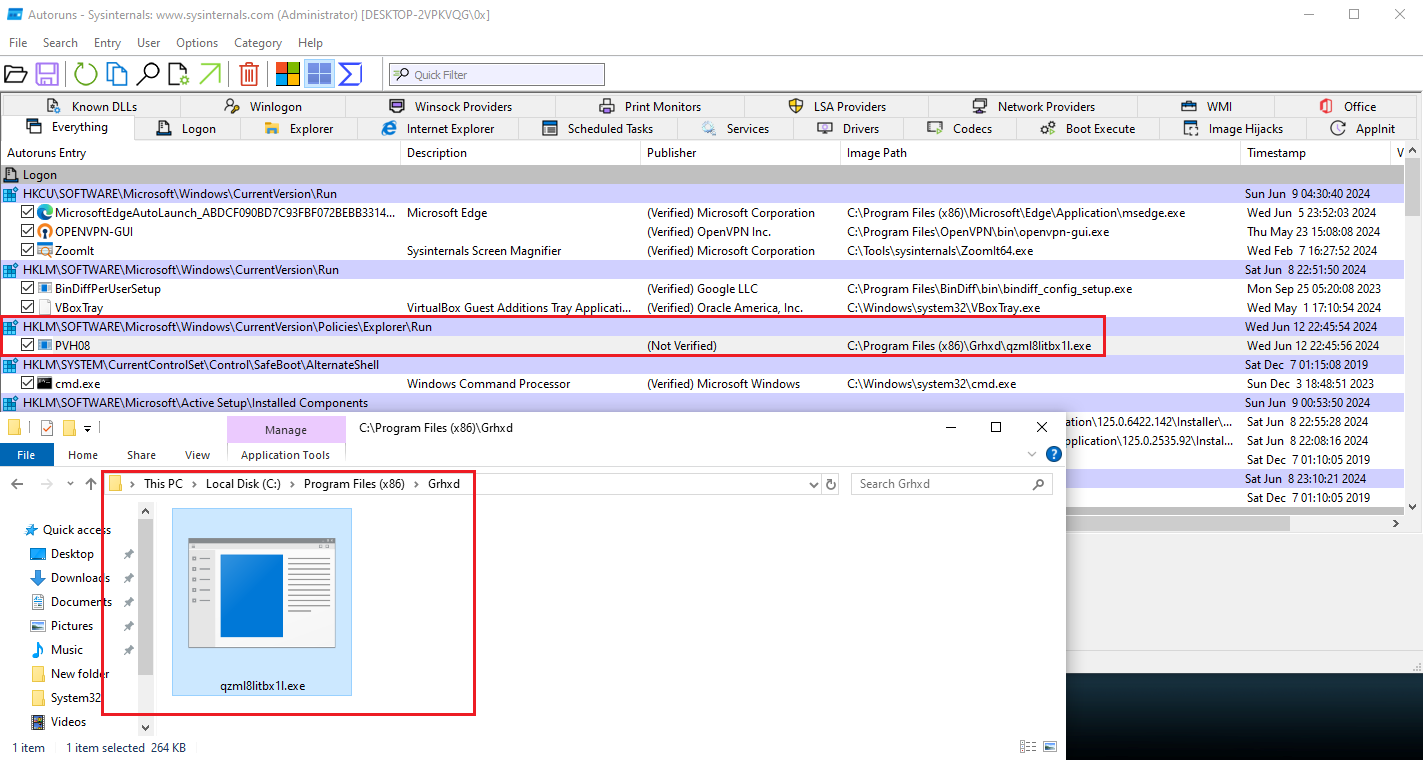 Autoruns - Sysinternals: www.sysinternals.com (Administrator) [DESKTOP-2VPKVQG\0x]
File Search Entry User Options Category Help
Quick Filter
Known DLLs Winlogon Winsock Providers Print Monitors LSA Providers Network Providers WMI Office
Everything Logon Explorer Internet Explorer Scheduled Tasks Services Drivers Codecs Boot Execute Image Hijacks AppInit
Autoruns Entry Description Publisher Image Path Timestamp V
Logon
HKCU\SOFTWARE\Microsoft\Windows\CurrentVersion\Run Sun Jun 9 04:30:40 2024
MicrosoftEdgeAutoLaunch_ABDCF090BD7C93FBF072BEBB3314... Microsoft Edge (Verified) Microsoft Corporation C:\Program Files (x86)\Microsoft\Edge\Application\msedge.exe Wed Jun 5 23:52:03 2024
OPENVPN-GUI (Verified) OpenVPN Inc. C:\Program Files\OpenVPN\bin\openvpn-gui.exe Thu May 23 15:08:08 2024
ZoomIt Sysinternals Screen Magnifier (Verified) Microsoft Corporation C:\Tools\sysinternals\ZoomIt64.exe Wed Feb 7 16:27:52 2024
HKLM\SOFTWARE\Microsoft\Windows\CurrentVersion\Run Sat Jun 8 22:51:50 2024
BinDiffPerUserSetup (Verified) Google LLC C:\Program Files\BinDiff\bin\bindiff_config_setup.exe Mon Sep 25 05:20:08 2023
VBoxTray VirtualBox Guest Additions Tray Applicati... (Verified) Oracle America, Inc. C:\Windows\system32\VBoxTray.exe Wed May 1 17:10:54 2024
HKLM\SOFTWARE\Microsoft\Windows\CurrentVersion\Policies\Explorer\Run Wed Jun 12 22:45:54 2024
PVH08 (Not Verified) C:\Program Files (x86)\Grhxd\qzml8litbx1l.exe Wed Jun 12 22:45:56 2024
HKLM\SYSTEM\CurrentControlSet\Control\SafeBoot\AlternateShell Sat Dec 7 01:15:08 2019
cmd.exe Windows Command Processor (Verified) Microsoft Windows C:\Windows\system32\cmd.exe Sun Dec 3 18:48:51 2023
HKLM\SOFTWARE\Microsoft\Active Setup\Installed Components Sun Jun 9 00:53:50 2024
ation\125.0.6422.142\Installer\... Sat Jun 8 22:55:28 2024
pplication\125.0.2535.92\Instal... Sat Jun 8 22:08:16 2024
Sat Dec 7 01:10:05 2019
Sat Jun 8 23:10:21 2024
Sat Dec 7 01:10:05 2019
Manage C:\Program Files (x86)\Grhxd
File Home Share View Application Tools
This PC Local Disk (C:) Program Files (x86) Grhxd Search Grhxd
Quick access
Desktop
Downloads
Documents
Pictures
Music
New folder
System32
Videos
qzml8litbx1l.exe
1 item 1 item selected 264 KB